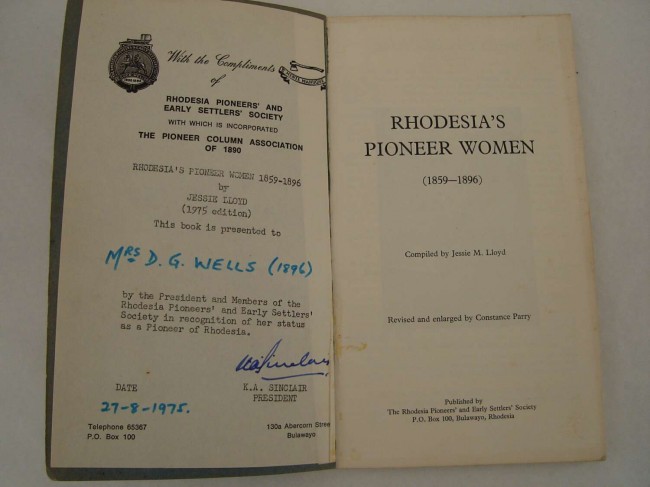 With the Compliments
of
RHODESIA PIONEERS' AND
EARLY SETTLERS' SOCIETY
WITH WHICH IS INCORPORATED
THE PIONEER COLUMN ASSOCIATION
OF 1890
RHODESIA'S PIONEER WOMEN 1859-1896
by
JESSIE LLOYD
(1975 edition)
This book is presented to
MRS D. G. WELLS (1896)
by the President and Members of the
Rhodesia Pioneers' and Early Settlers'
Society in recognition of her status
as a Pioneer of Rhodesia.
DATE
K.A. SINCLAIR
PRESIDENT
27-8-1975.
Telephone 65367
P.O. Box 100
130a Abercorn Stree
Bulawayo
RHODESIA'S
PIONEER WOMEN
(1859—1896)
Compiled by Jessie M. Lloyd
Revised and enlarged by Constance Parry
Published by
The Rhodesia Pioneers' and Early Settlers' Society
P.O. Box 100, Bulawayo, Rhodesia